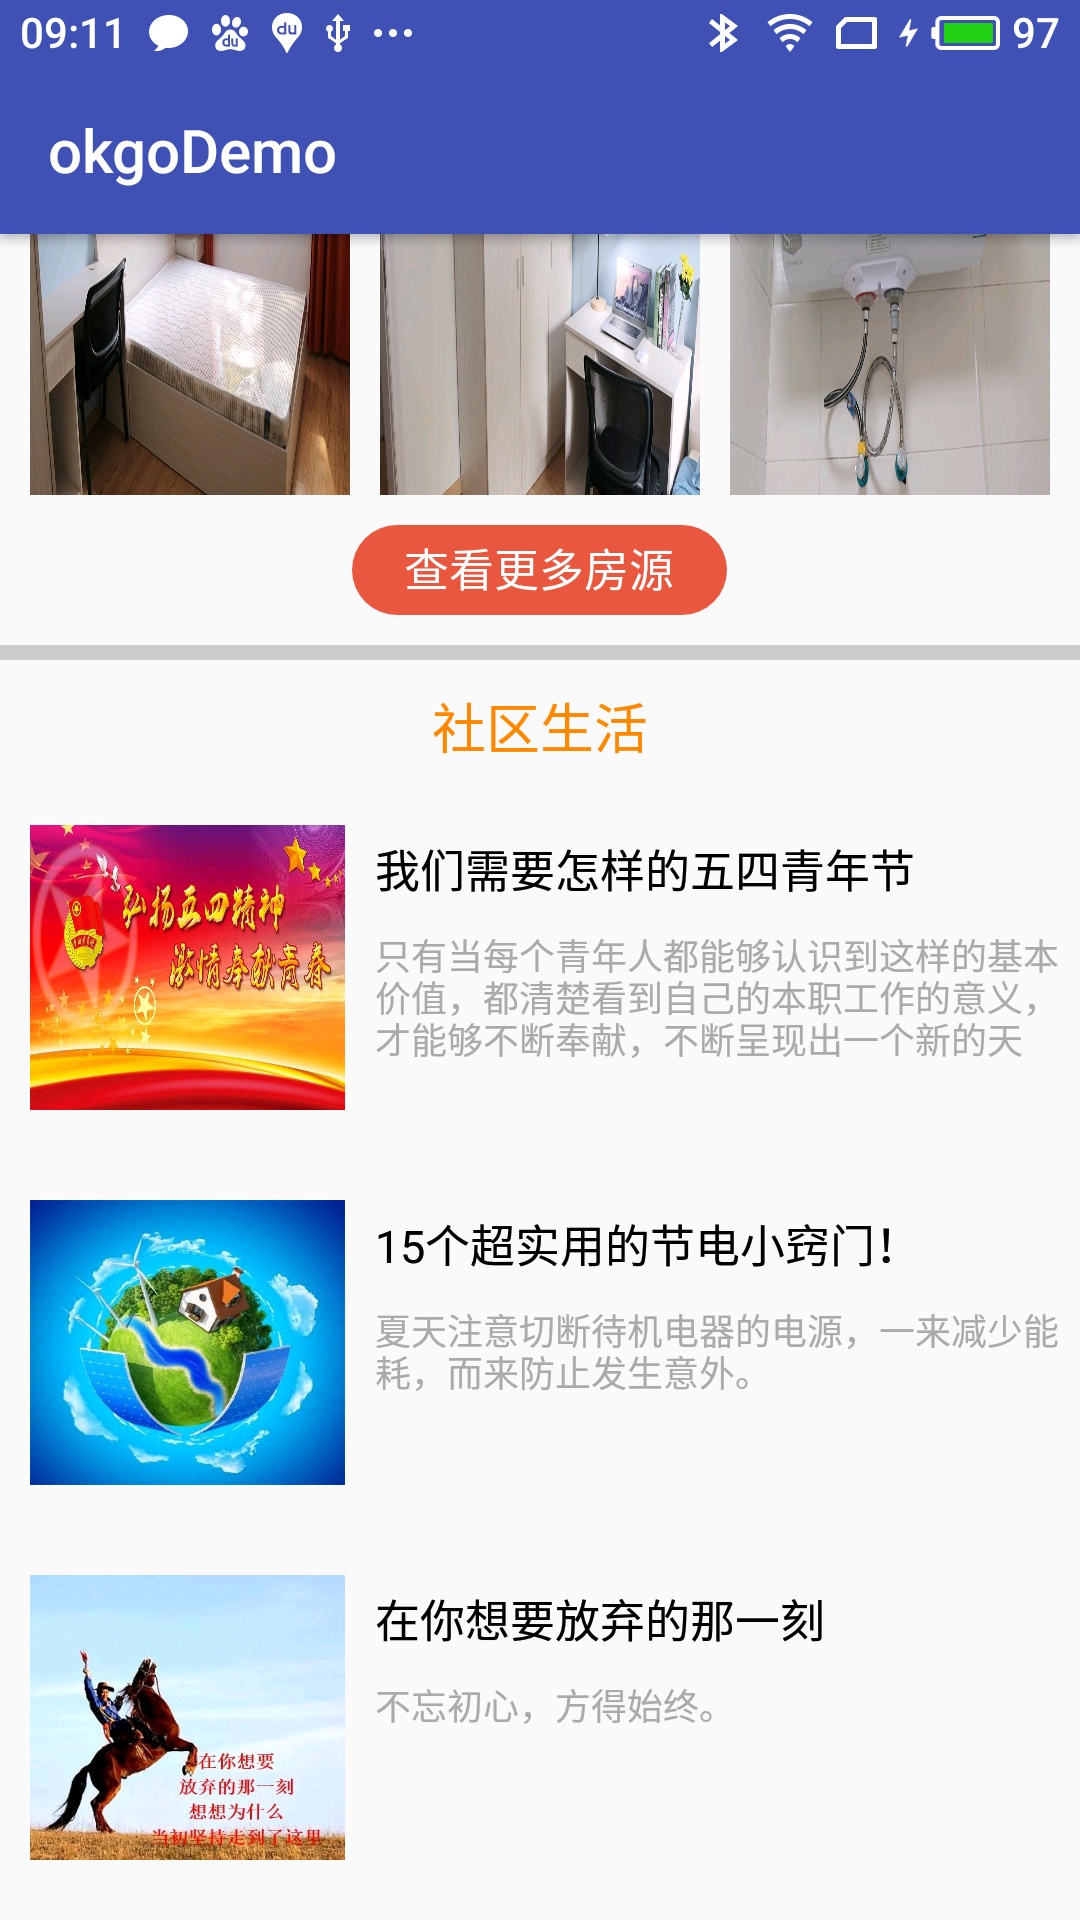 09:11
97
okgoDemo
查看更多房源
社区生活
弘扬五四精神
激情奉献青春
我们需要怎样的五四青年节
只有当每个青年人都能够认识到这样的基本
价值，都清楚看到自己的本职工作的意义，
才能够不断奉献，不断呈现出一个新的天
15个超实用的节电小窍门！
夏天注意切断待机电器的电源，一来减少能
耗，而来防止发生意外。
在你想要放弃的那一刻
不忘初心，方得始终。
在你想要
放弃的那一刻
想想为什么
当初坚持走到了这里